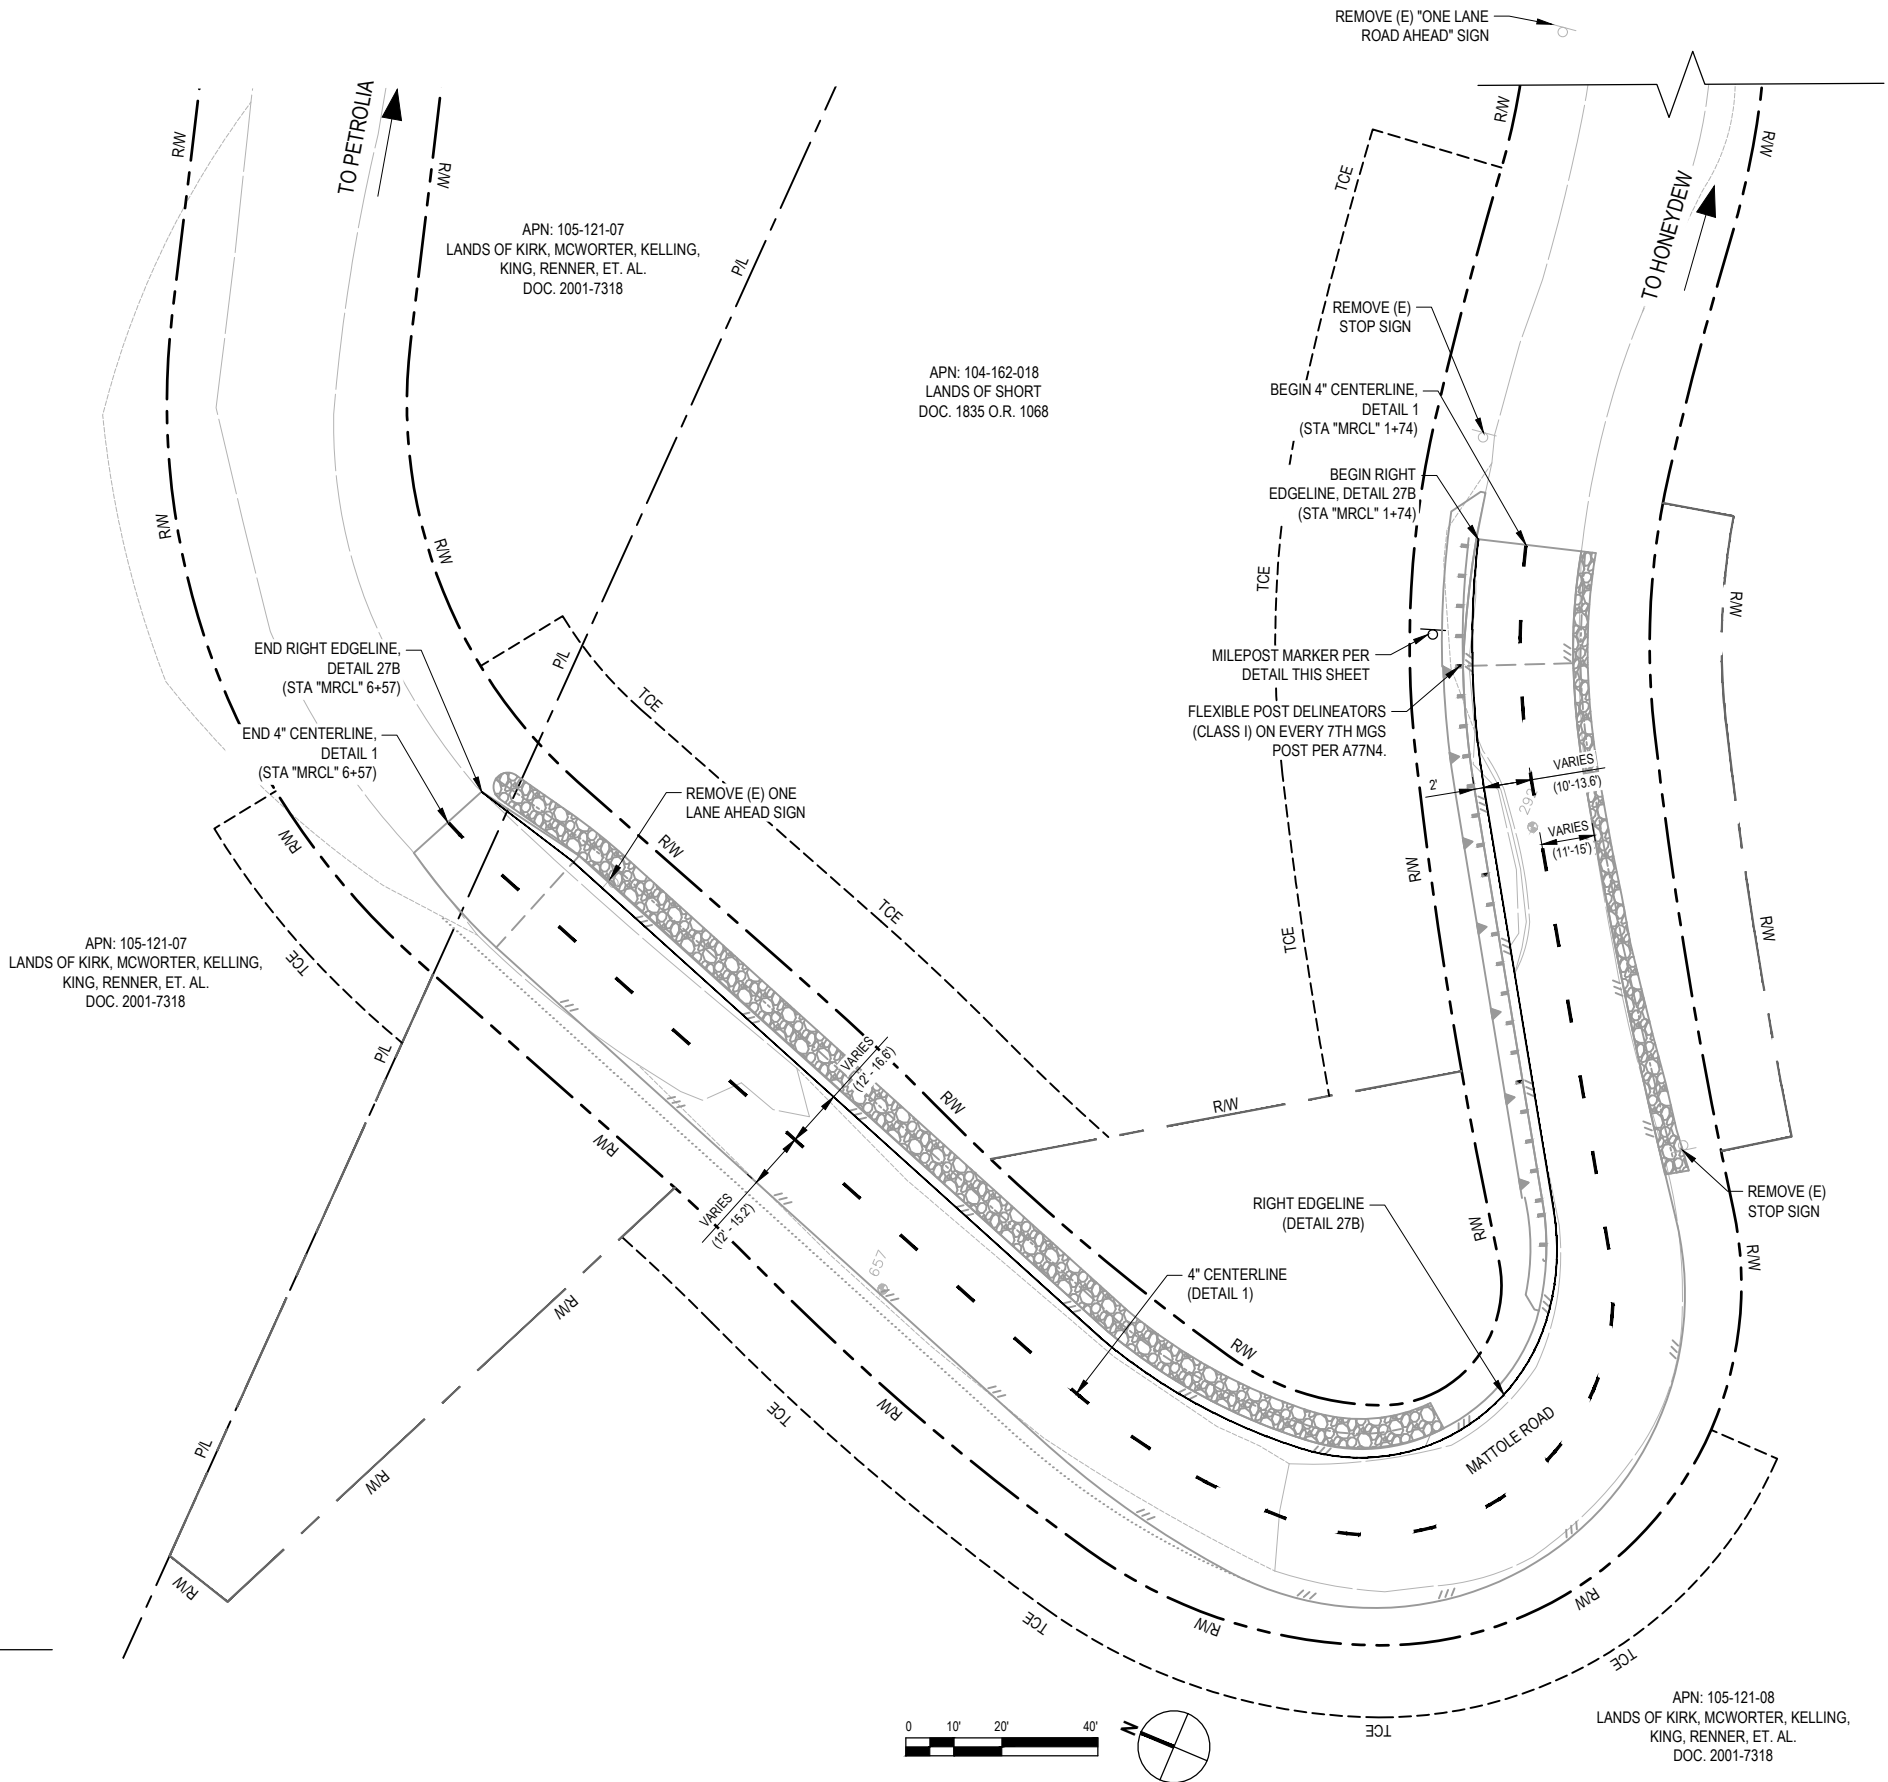 REMOVE (E) "ONE LANE
ROAD AHEAD" SIGN
TO PETROLIA
R/W
R/W
R/W
R/W
TCE
TO HONEYDEW
APN: 105-121-07
LANDS OF KIRK, MCWORTER, KELLING,
KING, RENNER, ET. AL.
DOC. 2001-7318
P/L
REMOVE (E)
STOP SIGN
APN: 104-162-018
LANDS OF SHORT
DOC. 1835 O.R. 1068
BEGIN 4" CENTERLINE,
DETAIL 1
(STA "MRCL" 1+74)
BEGIN RIGHT
EDGELINE, DETAIL 27B
(STA "MRCL" 1+74)
R/W
R/W
TCE
R/W
END RIGHT EDGELINE,
DETAIL 27B
(STA "MRCL" 6+57)
P/L
TCE
MILEPOST MARKER PER
DETAIL THIS SHEET
FLEXIBLE POST DELINEATORS
(CLASS I) ON EVERY 7TH MGS
POST PER A77N4.
END 4" CENTERLINE,
DETAIL 1
(STA "MRCL" 6+57)
2'
VARIES
(10'-13.6')
REMOVE (E) ONE
LANE AHEAD SIGN
VARIES
(11'-15')
R/W
R/W
R/W
TCE
R/W
APN: 105-121-07
LANDS OF KIRK, MCWORTER, KELLING,
KING, RENNER, ET. AL.
DOC. 2001-7318
TCE
TCE
P/L
VARIES
(12' - 16.6')
R/W
R/W
R/W
VARIES
(12' - 15.2')
RIGHT EDGELINE
(DETAIL 27B)
REMOVE (E)
STOP SIGN
R/W
R/W
657
4" CENTERLINE
(DETAIL 1)
R/W
R/W
R/W
TCE
P/L
R/W
MATTOLE ROAD
R/W
R/W
R/W
TCE
TCE
TCE
0 10' 20' 40'
N
APN: 105-121-08
LANDS OF KIRK, MCWORTER, KELLING,
KING, RENNER, ET. AL.
DOC. 2001-7318